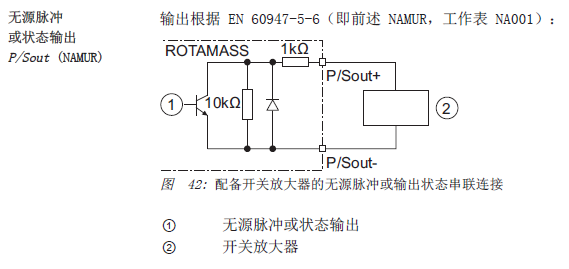 无源脉冲
或状态输出
P/Sout (NAMUR)
输出根据 EN 60947-5-6（即前述 NAMUR，工作表 NA001）：
ROTAMASS
1kΩ
P/Sout+
①
10kΩ
②
P/Sout-
图 42: 配备开关放大器的无源脉冲或输出状态串联连接
① 无源脉冲或状态输出
② 开关放大器